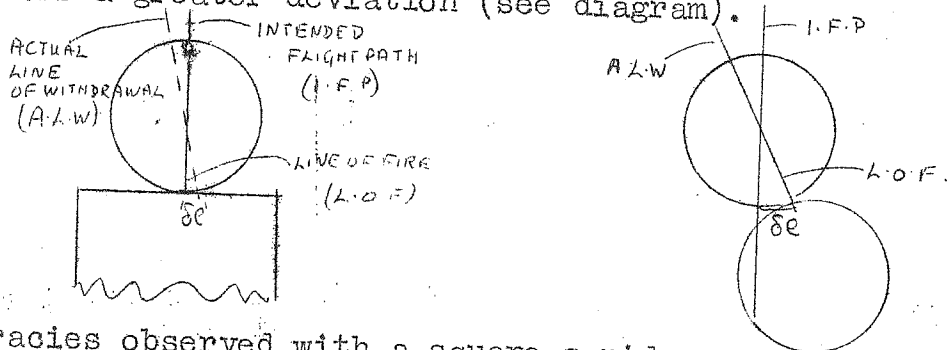 a greater deviation (see diagram).
ACTUAL
LINE
OF WITHDRAWAL
(A.L.W)
INTENDED
FLIGHT PATH
(I.F.P)
LINE OF FIRE
(L.O.F)
δe
I.F.P
A.L.W
L.O.F.
δe
racies observed with a square